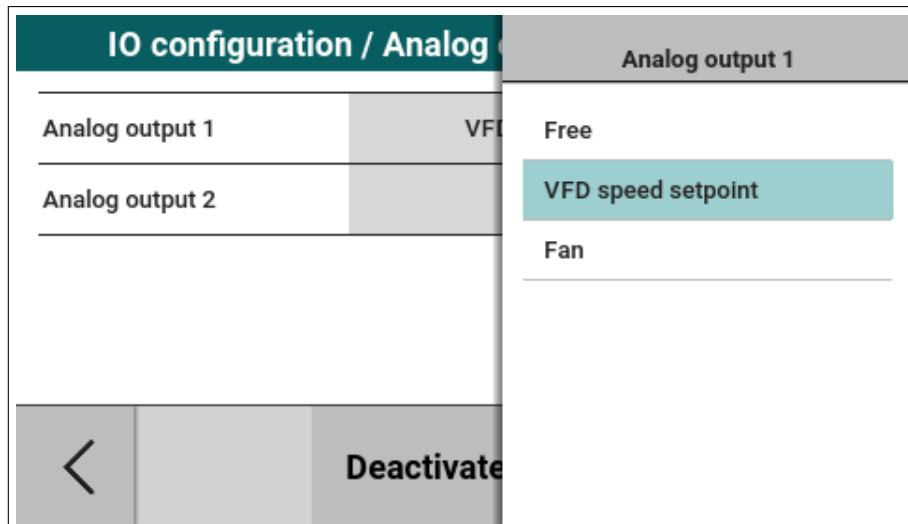 IO configuration / Analog
Analog output 1
VFD
Analog output 2
Deactivate
Analog output 1
Free
VFD speed setpoint
Fan